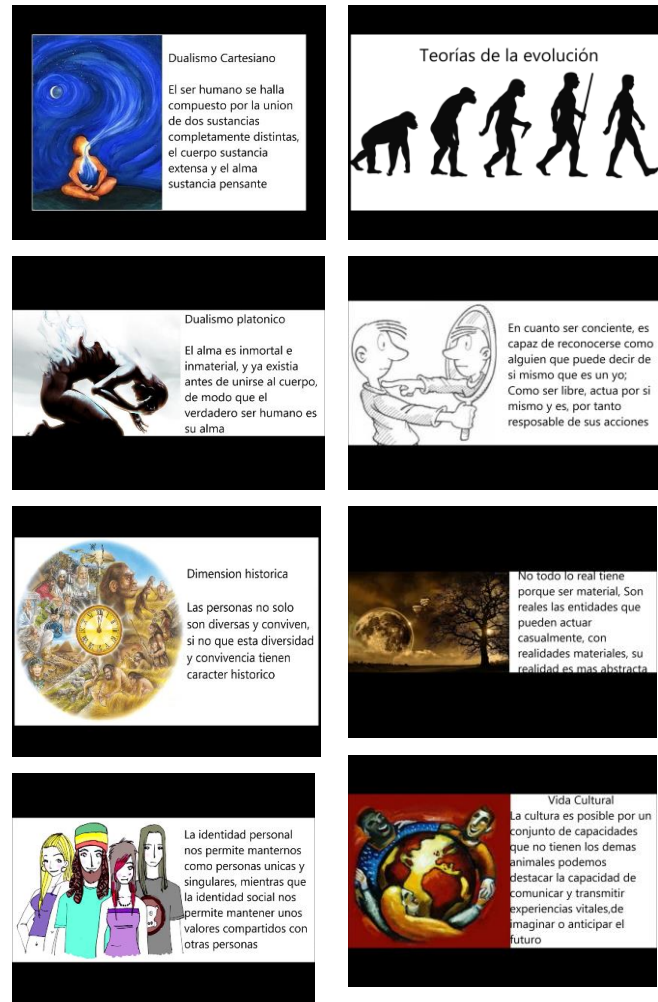 Dualismo Cartesiano
El ser humano se halla
compuesto por la union
de dos sustancias
completamente distintas,
el cuerpo sustancia
extensa y el alma
sustancia pensante
Teorías de la evolución
Dualismo platonico
El alma es inmortal e
inmaterial, y ya existia
antes de unirse al cuerpo,
de modo que el
verdadero ser humano es
su alma
En cuanto ser conciente, es
capaz de reconocerse como
alguien que puede decir de
si mismo que es un yo;
Como ser libre, actua por si
mismo y es, por tanto
resposable de sus acciones
Dimension historica
Las personas no solo
son diversas y conviven,
si no que esta diversidad
y convivencia tienen
caracter historico
No todo lo real tiene
porque ser material, Son
reales las entidades que
pueden actuar
casualmente, con
realidades materiales, su
realidad es mas abstracta
La identidad personal
nos permite manternos
como personas unicas y
singulares, mientras que
la identidad social nos
permite mantener unos
valores compartidos con
otras personas
Vida Cultural
La cultura es posible por un
conjunto de capacidades
que no tienen los demas
animales podemos
destacar la capacidad de
comunicar y transmitir
experiencias vitales,de
imaginar o anticipar el
futuro